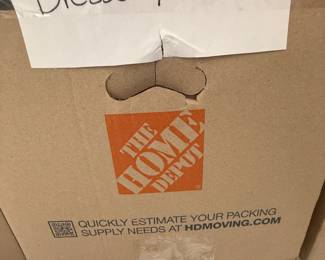 THE
HOME
DEPOT
QUICKLY ESTIMATE YOUR PACKING
SUPPLY NEEDS AT HDMOVING.COM